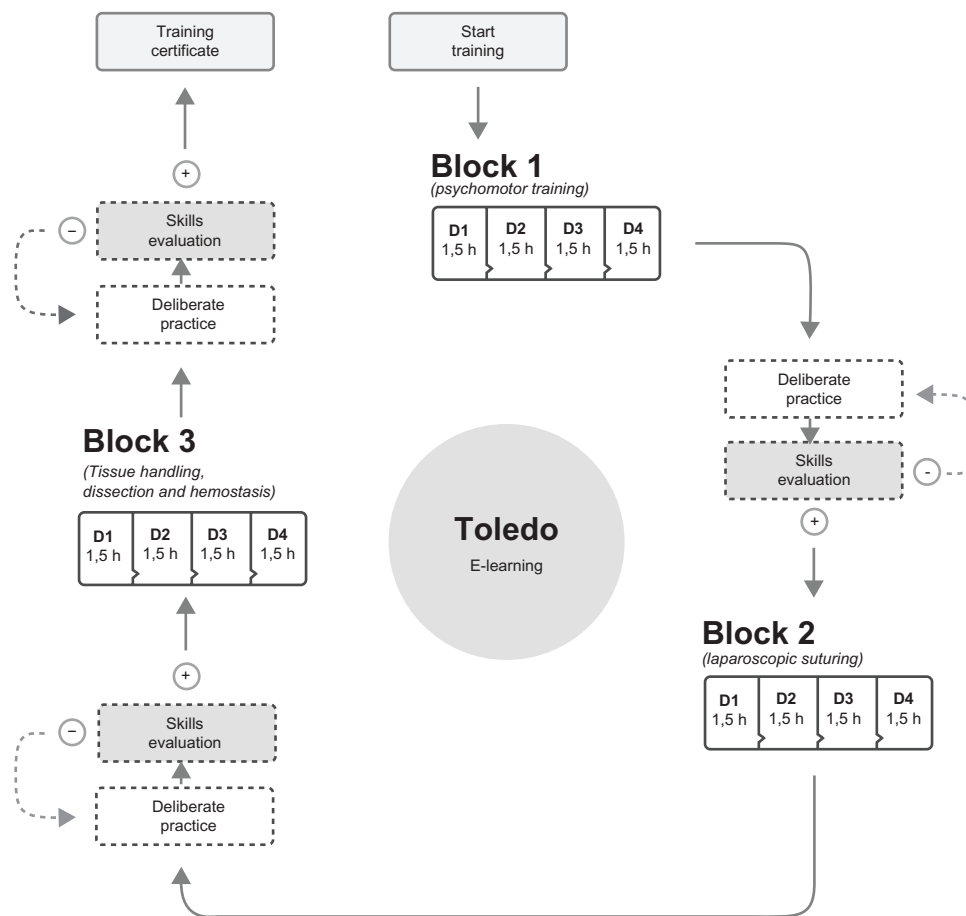 Start
training
Block 1
(psychomotor training)
D1 D2 D3 D4
1,5 h 1,5 h 1,5 h 1,5 h
Deliberate
practice
Skills
evaluation
-
+
Block 2
(laparoscopic suturing)
D1 D2 D3 D4
1,5 h 1,5 h 1,5 h 1,5 h
Deliberate
practice
Skills
evaluation
−
+
Block 3
(Tissue handling,
dissection and hemostasis)
D1 D2 D3 D4
1,5 h 1,5 h 1,5 h 1,5 h
Deliberate
practice
Skills
evaluation
−
+
Training
certificate
Toledo
E-learning